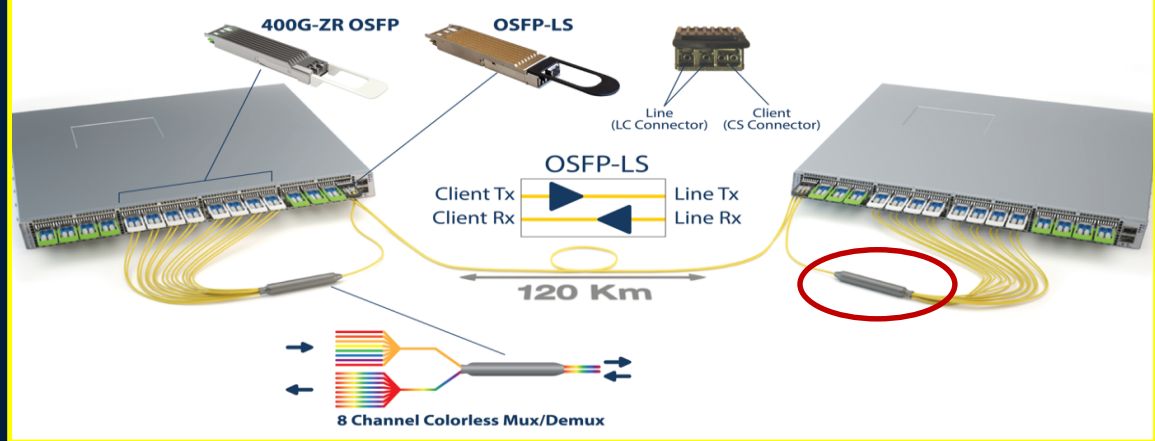 400G-ZR OSFP
OSFP-LS
Line
(LC Connector)
Client
(CS Connector)
OSFP-LS
Client Tx
Line Tx
Client Rx
Line Rx
120 Km
8 Channel Colorless Mux/Demux